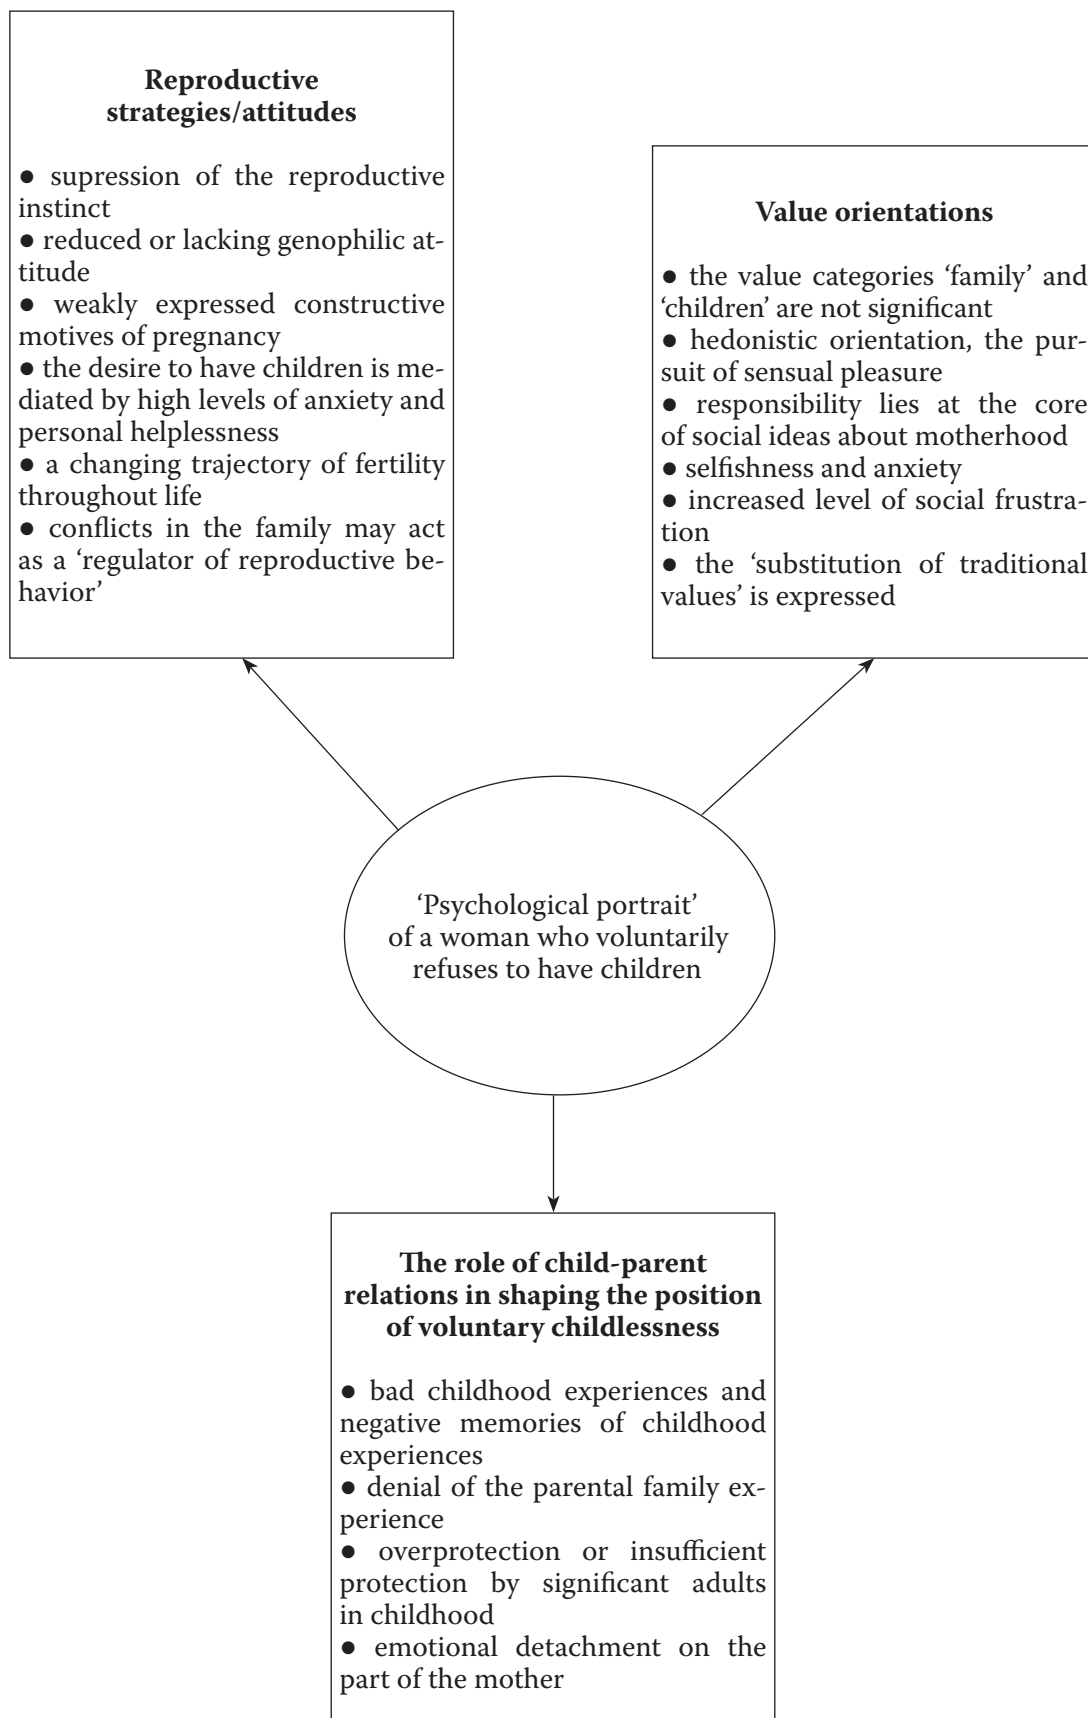 Reproductive
strategies/attitudes
● supression of the reproductive
instinct
● reduced or lacking genophilic at-
titude
● weakly expressed constructive
motives of pregnancy
● the desire to have children is me-
diated by high levels of anxiety and
personal helplessness
● a changing trajectory of fertility
throughout life
● conflicts in the family may act
as a ‘regulator of reproductive be-
havior’
Value orientations
● the value categories ‘family’ and
‘children’ are not significant
● hedonistic orientation, the pur-
suit of sensual pleasure
● responsibility lies at the core
of social ideas about motherhood
● selfishness and anxiety
● increased level of social frustra-
tion
● the ‘substitution of traditional
values’ is expressed
‘Psychological portrait’
of a woman who voluntarily
refuses to have children
The role of child-parent
relations in shaping the position
of voluntary childlessness
● bad childhood experiences and
negative memories of childhood
experiences
● denial of the parental family ex-
perience
● overprotection or insufficient
protection by significant adults
in childhood
● emotional detachment on the
part of the mother